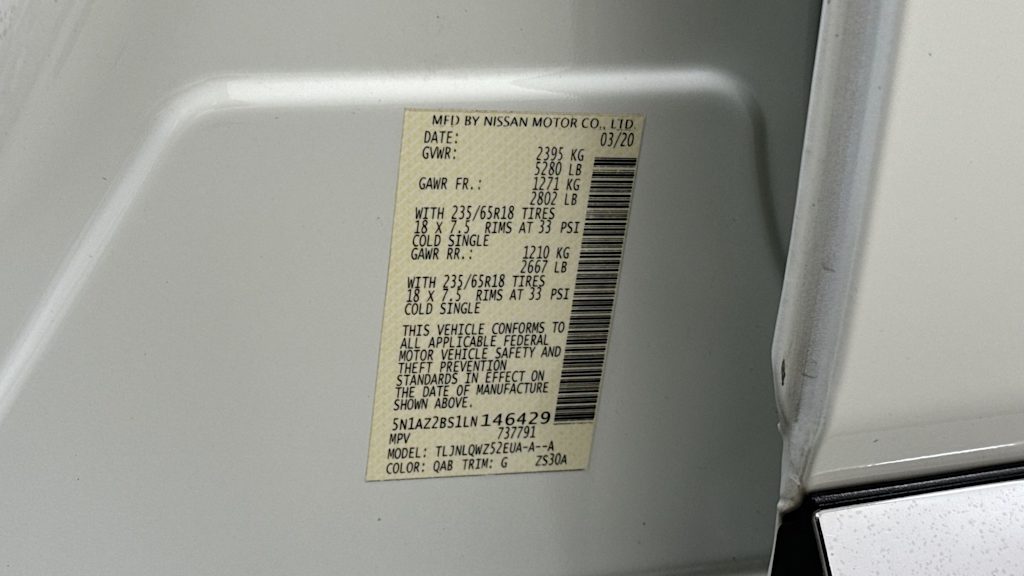 MFD BY NISSAN MOTOR CO., LTD.
DATE: 03/20
GVWR: 2395 KG
5280 LB
GAWR FR.: 1271 KG
2802 LB
WITH 235/65R18 TIRES
18 X 7.5 RIMS AT 33 PSI
COLD SINGLE
GAWR RR.: 1210 KG
2667 LB
WITH 235/65R18 TIRES
18 X 7.5 RIMS AT 33 PSI
COLD SINGLE
THIS VEHICLE CONFORMS TO
ALL APPLICABLE FEDERAL
MOTOR VEHICLE SAFETY AND
THEFT PREVENTION
STANDARDS IN EFFECT ON
THE DATE OF MANUFACTURE
SHOWN ABOVE.
5N1AZ2BS1LN146429
MPV 737791
MODEL: TLJNLQWZ52EUA-A--A
COLOR: QAB TRIM: G ZS30A